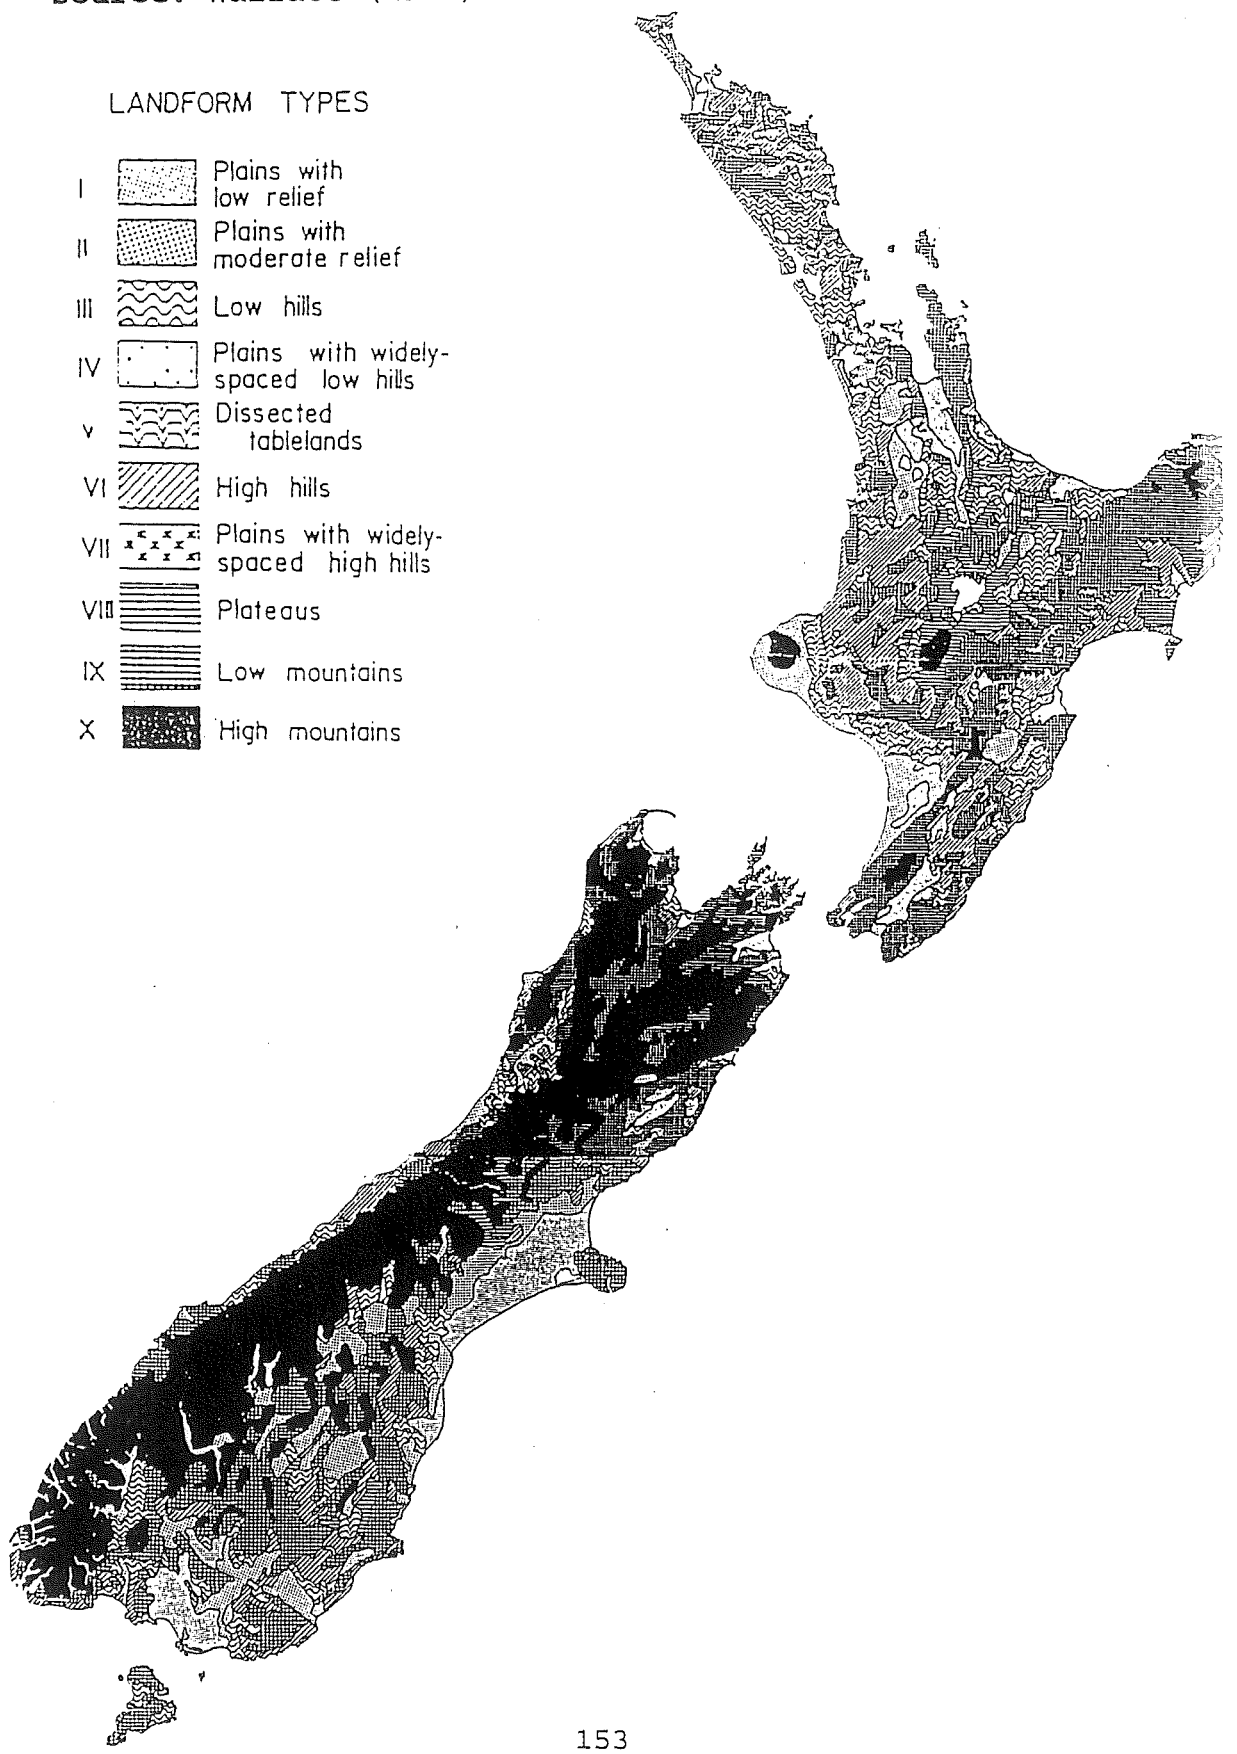 LANDFORM TYPES
I Plains with
low relief
II Plains with
moderate relief
III Low hills
IV Plains with widely-
spaced low hills
V Dissected
tablelands
VI High hills
VII Plains with widely-
spaced high hills
VIII Plateaus
IX Low mountains
X High mountains
153